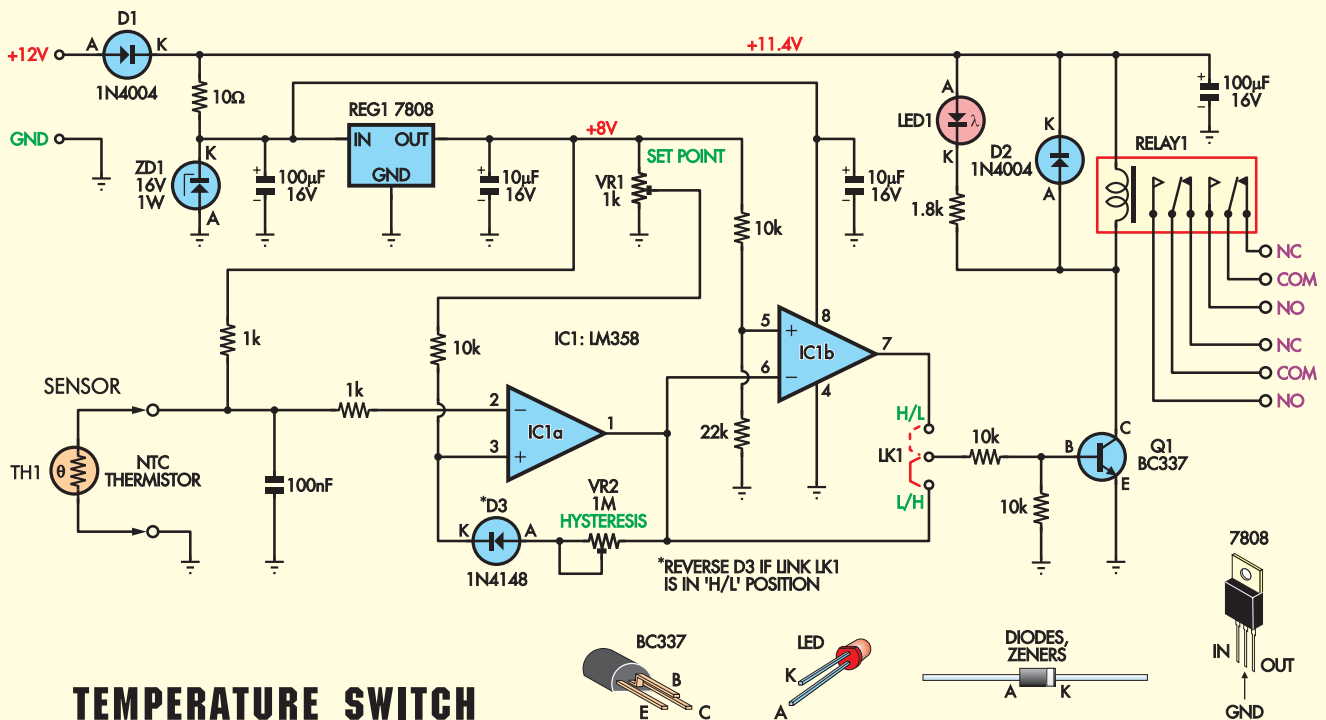 D1
+12V
A
K
1N4004
+11.4V
10Ω
GND
REG1 7808
IN
OUT
GND
+8V
SET POINT
VR1
1k
K
ZD1
16V
1W
A
+
100µF
16V
−
+
10µF
16V
−
+
10µF
16V
−
A
LED1
λ
K
1.8k
K
D2
1N4004
A
+
100µF
16V
−
RELAY1
NC
COM
NO
NC
COM
NO
10k
1k
10k
IC1: LM358
5
+
8
IC1b
7
6
−
4
SENSOR
1k
2
−
IC1a
1
3
+
22k
H/L
LK1
L/H
10k
B
C
Q1
BC337
E
10k
TH1
θ
NTC
THERMISTOR
100nF
*D3
K
A
1N4148
VR2
1M
HYSTERESIS
*REVERSE D3 IF LINK LK1
IS IN 'H/L' POSITION
7808
IN
OUT
GND
BC337
B
E
C
LED
K
A
DIODES,
ZENERS
A
K
TEMPERATURE SWITCH